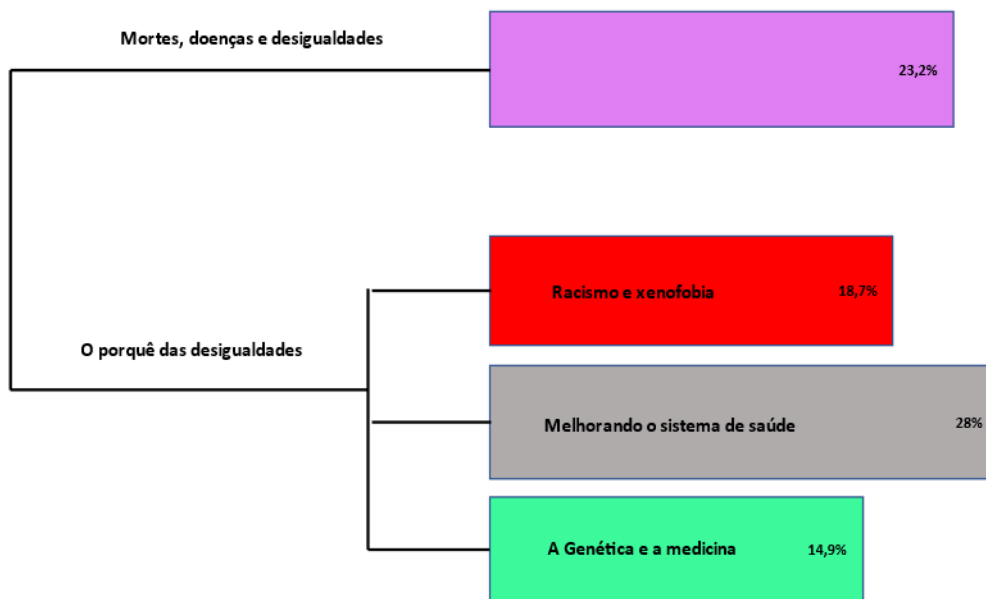 Mortes, doenças e desigualdades
23,2%
Racismo e xenofobia
18,7%
O porquê das desigualdades
Melhorando o sistema de saúde
28%
A Genética e a medicina
14,9%